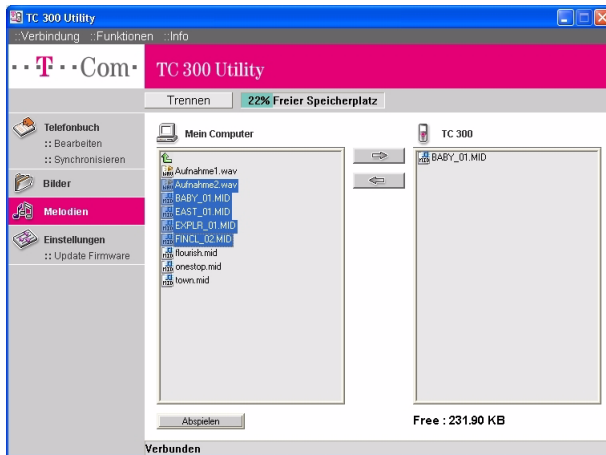 TC 300 Utility
::Verbindung ::Funktionen ::Info
··T··Com·
TC 300 Utility
Trennen
22% Freier Speicherplatz
Telefonbuch
:: Bearbeiten
:: Synchronisieren
Bilder
Melodien
Einstellungen
:: Update Firmware
Mein Computer
Aufnahme1.wav
Aufnahme2.wav
BABY_01.MID
EAST_01.MID
EXPLR_01.MID
FINCL_02.MID
flourish.mid
onestop.mid
town.mid
Abspielen
TC 300
BABY_01.MID
Free : 231.90 KB
Verbunden